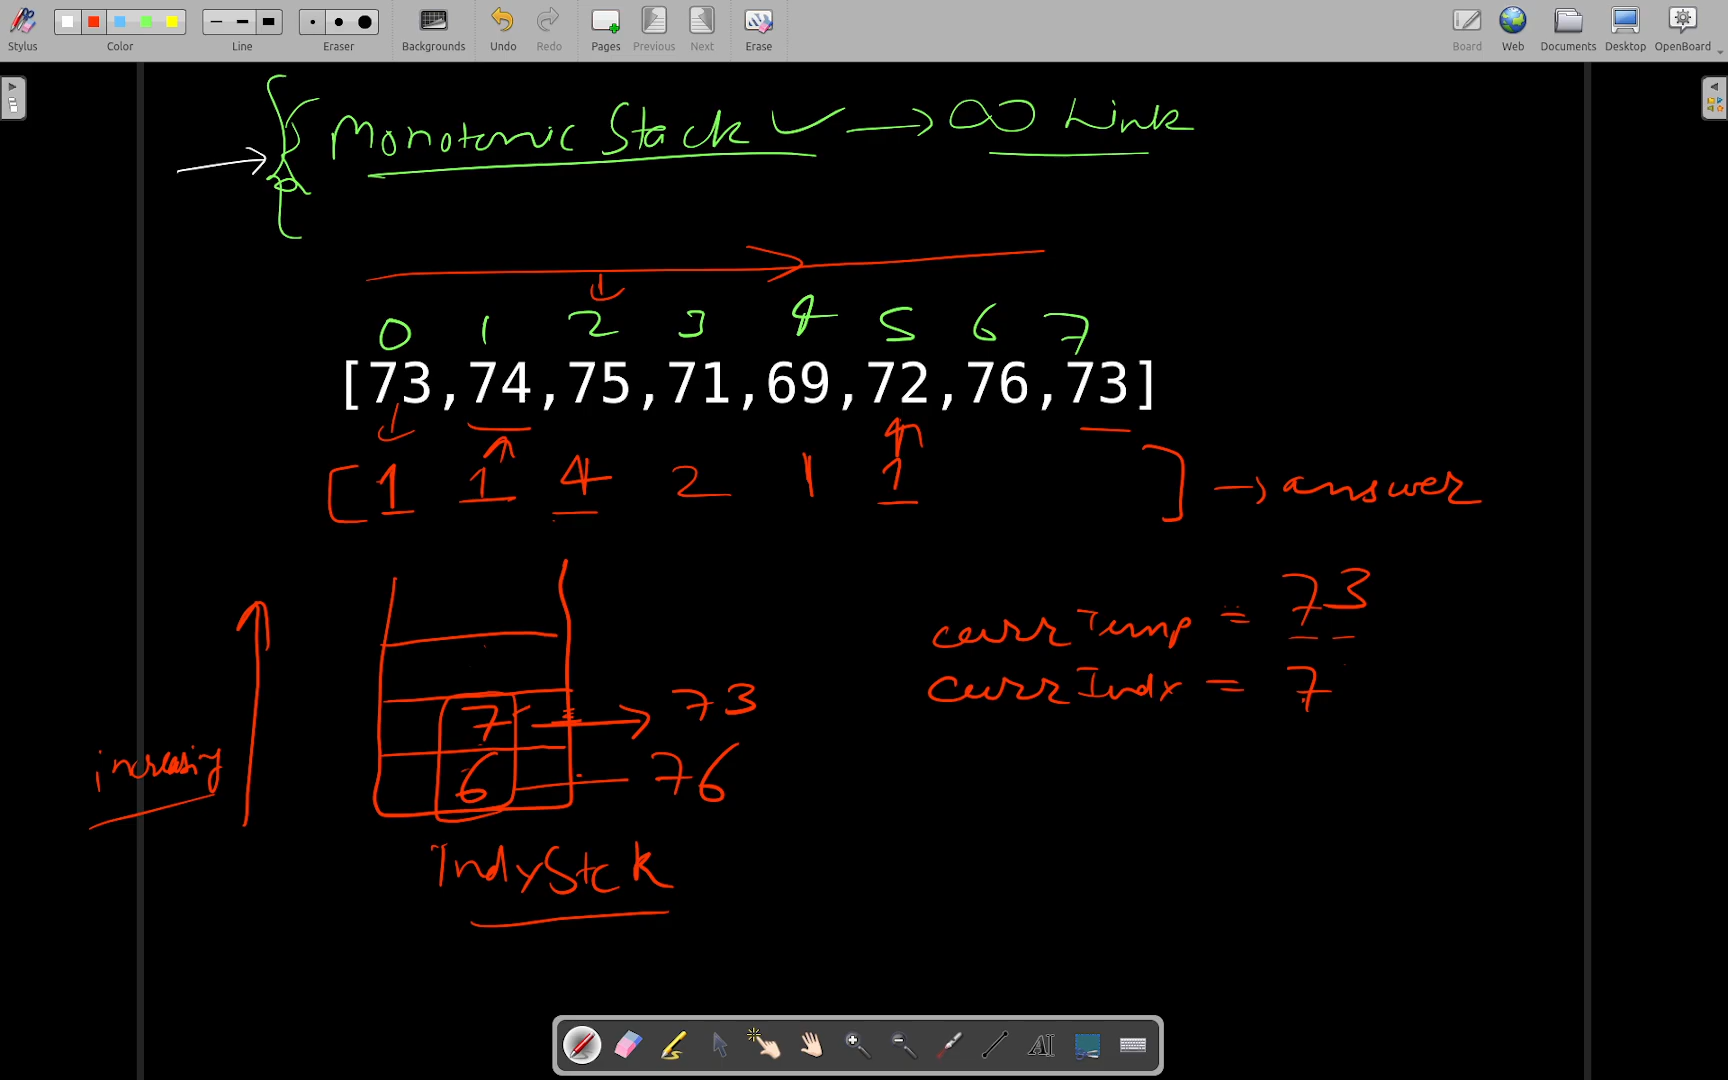 Stylus Color Line Eraser Backgrounds Undo Redo Pages Previous Next Erase Board Web Documents Desktop OpenBoard
Monotonic Stack → Link
0 1 2 3 4 5 6 7
[73,74,75,71,69,72,76,73]
[1 1 4 2 1 1 ] → answer
currTemp = 73
currIndx = 7
7 → 73
increasing
6 76
IndxStck